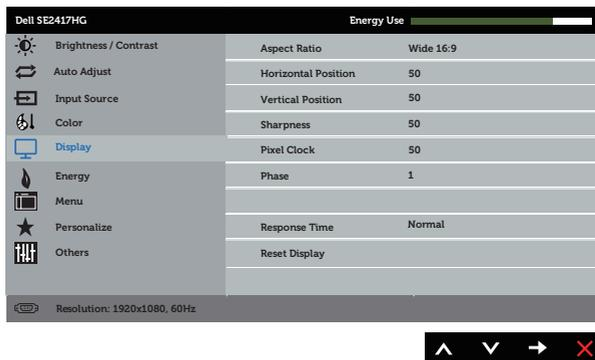 Dell SE2417HG Energy Use
Brightness / Contrast Aspect Ratio Wide 16:9
Auto Adjust Horizontal Position 50
Input Source Vertical Position 50
Color Sharpness 50
Display Pixel Clock 50
Energy Phase 1
Menu
Personalize Response Time Normal
Others Reset Display
Resolution: 1920x1080, 60Hz